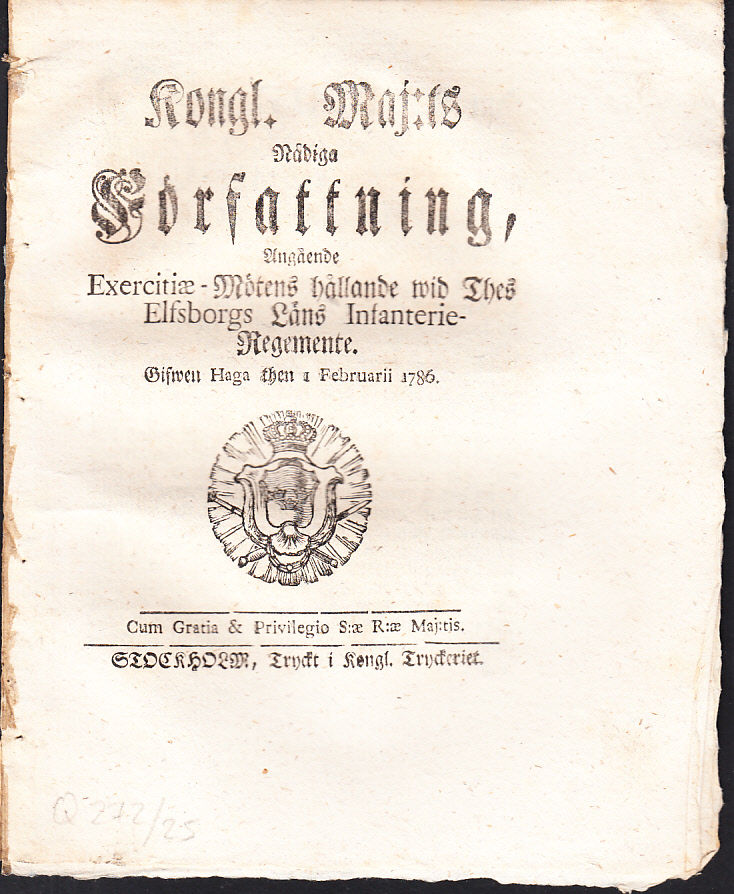 Kongl. Maj:ts
Nådiga
Författning,
Angående
Exercitiæ-Mötens hållande wid Thes
Elfsborgs Läns Infanterie-
Regemente.
Gifwen Haga then 1 Februarii 1786.
Cum Gratia & Privilegio S:æ R:æ Maj:tis.
STOCKHOLM, Tryckt i Kongl. Tryckeriet.
Q 272/25